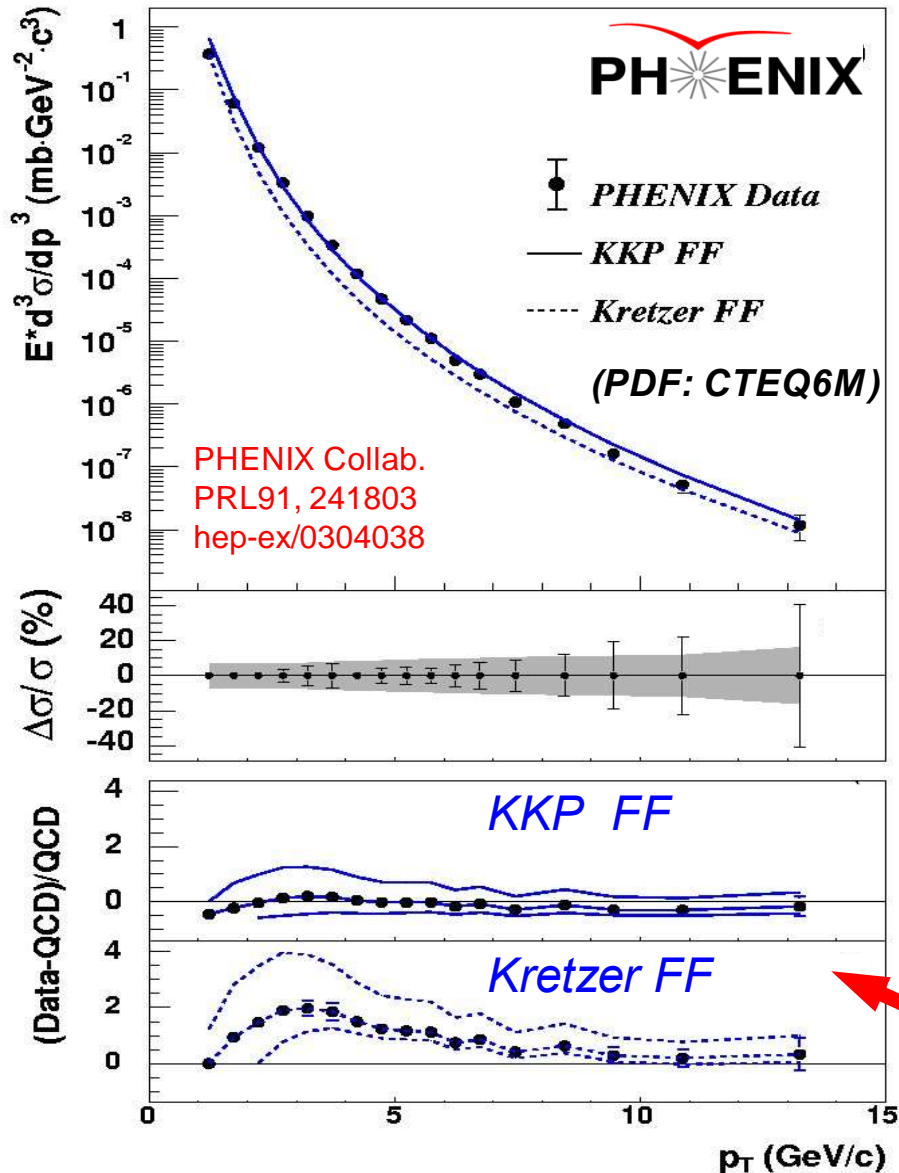 PHENIX
PHENIX Data
KKP FF
Kretzer FF
(PDF: CTEQ6M)
PHENIX Collab.
PRL91, 241803
hep-ex/0304038
E*d³σ/dp³ (mb·GeV⁻²·c³)
1
10⁻¹
10⁻²
10⁻³
10⁻⁴
10⁻⁵
10⁻⁶
10⁻⁷
10⁻⁸
Δσ/σ (%)
40
20
0
-20
-40
(Data-QCD)/QCD
KKP FF
4
2
0
Kretzer FF
4
2
0
0 5 10 15
p_T (GeV/c)